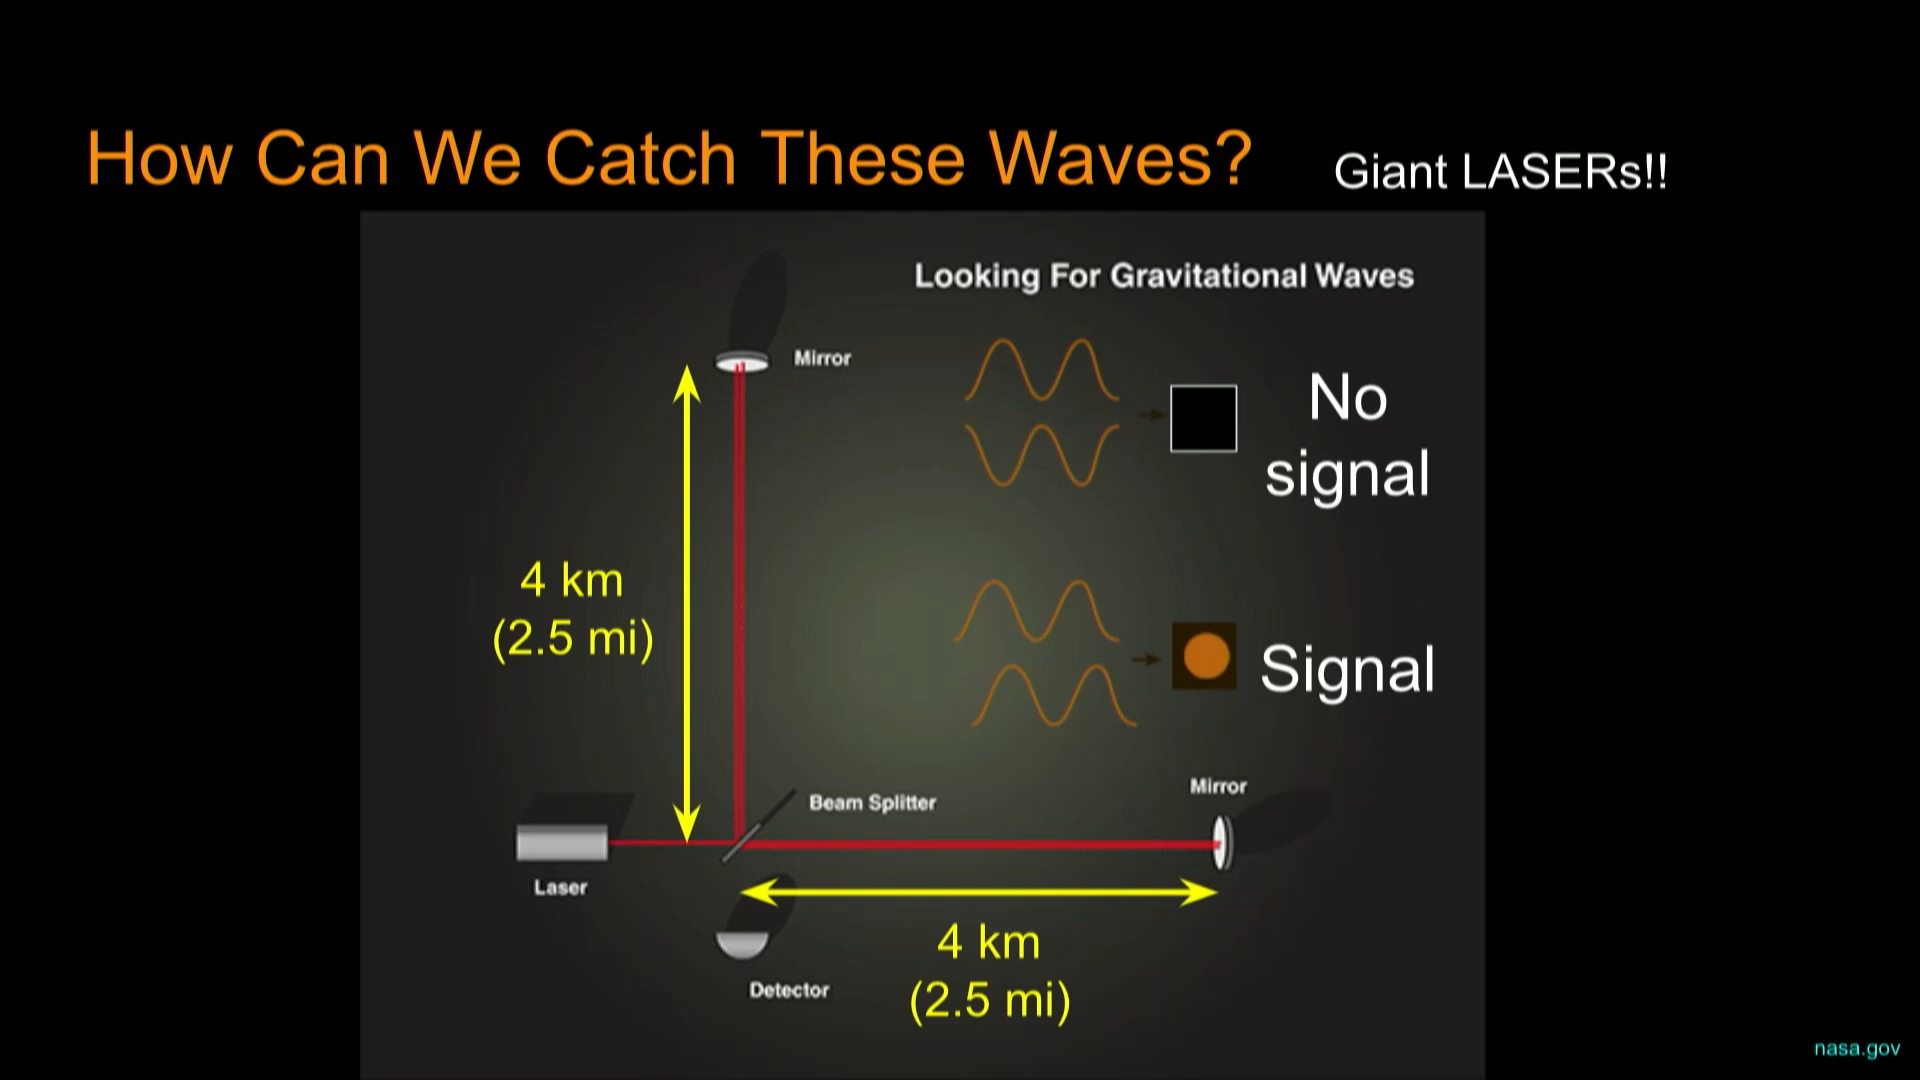 How Can We Catch These Waves?
Giant LASERs!!
Looking For Gravitational Waves
Mirror
No
signal
4 km
(2.5 mi)
Signal
Mirror
Beam Splitter
Laser
4 km
(2.5 mi)
Detector
nasa.gov